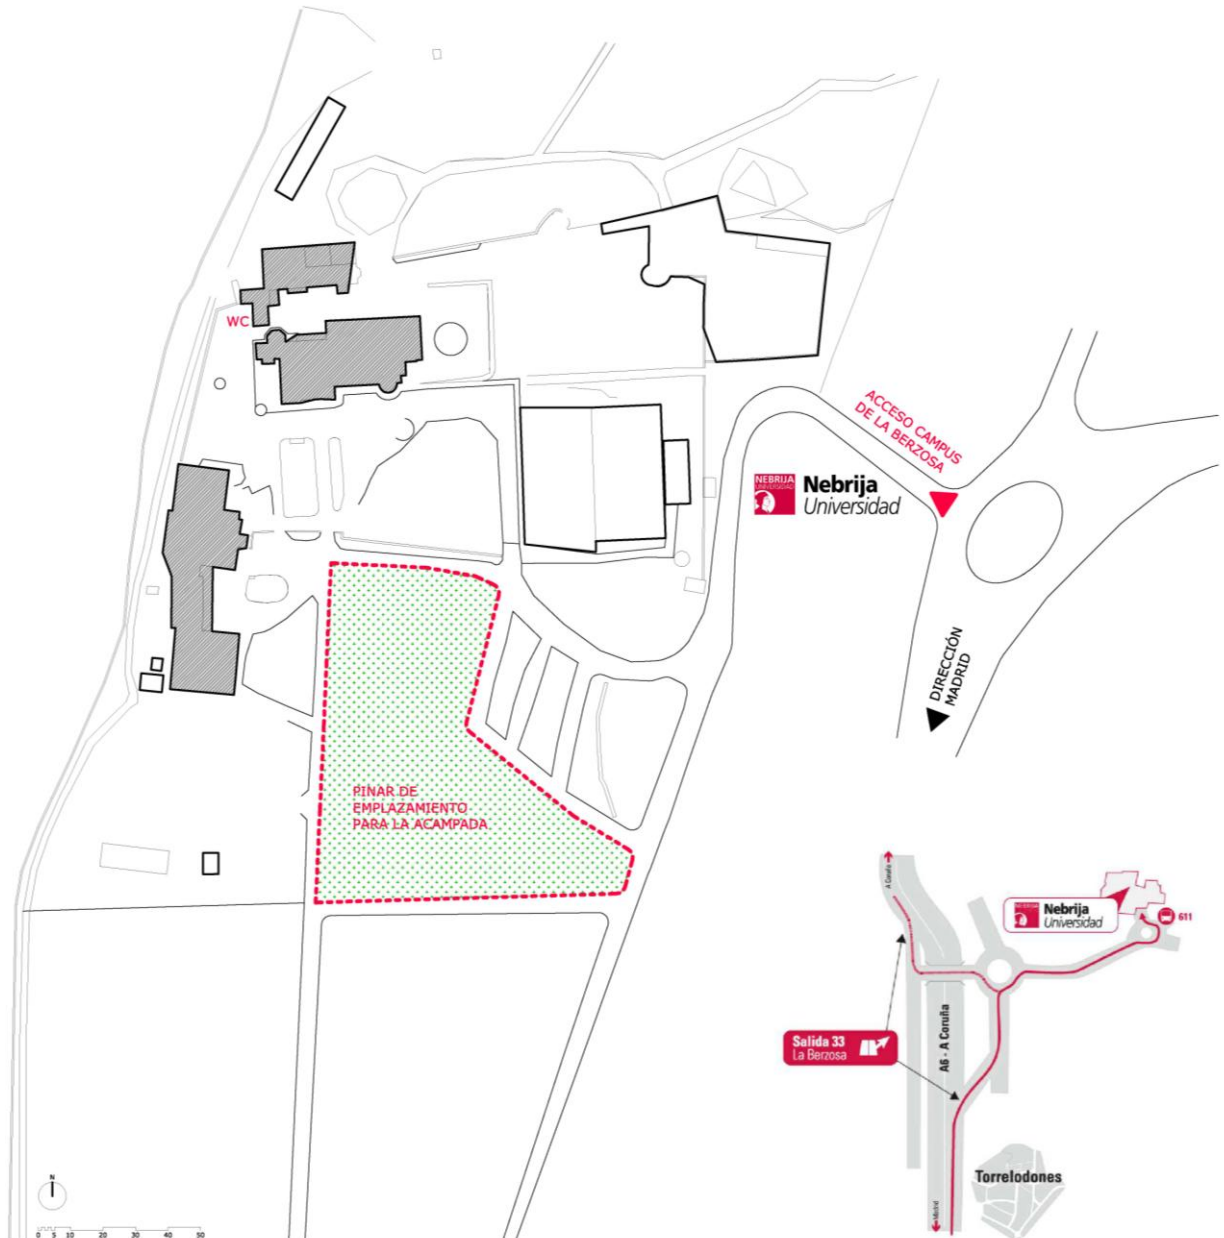 WC
ACCESO CAMPUS
DE LA BERZOSA
NEBRIJA
UNIVERSIDAD
Nebrija
Universidad
DIRECCIÓN
MADRID
PINAR DE
EMPLAZAMIENTO
PARA LA ACAMPADA
A Coruña
Nebrija
Universidad
611
Salida 33
La Berzosa
A6 - A Coruña
Torrelodones
Madrid
N
0 5 10 20 30 40 50